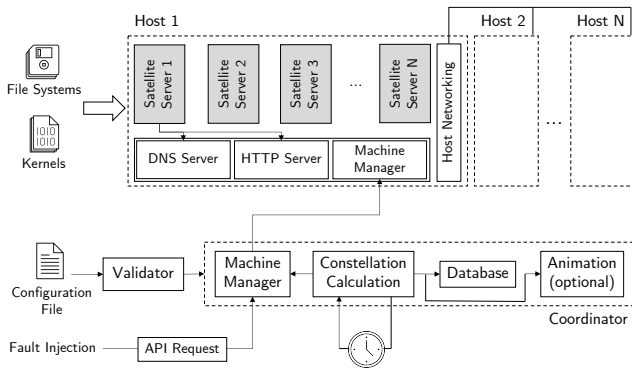 Host 1
Host 2
Host N
File Systems
Kernels
Satellite
Server 1
Satellite
Server 2
Satellite
Server 3
...
Satellite
Server N
Host Networking
...
DNS Server
HTTP Server
Machine
Manager
1010
1010
Configuration
File
Validator
Machine
Manager
Constellation
Calculation
Database
Animation
(optional)
Coordinator
Fault Injection
API Request